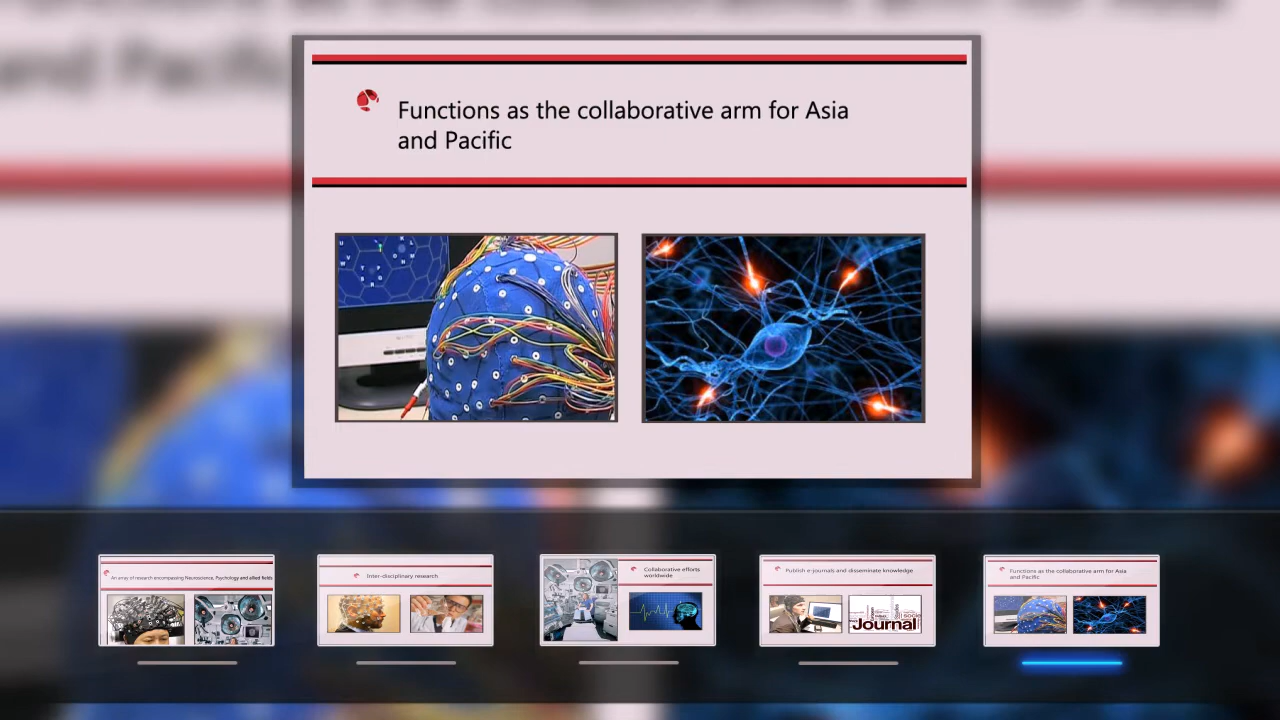 Functions as the collaborative arm for Asia
and Pacific
An array of research encompassing Neuroscience, Psychology and allied fields
Inter-disciplinary research
Collaborative efforts
worldwide
Publish e-journals and disseminate knowledge
Journal
Functions as the collaborative arm for Asia
and Pacific